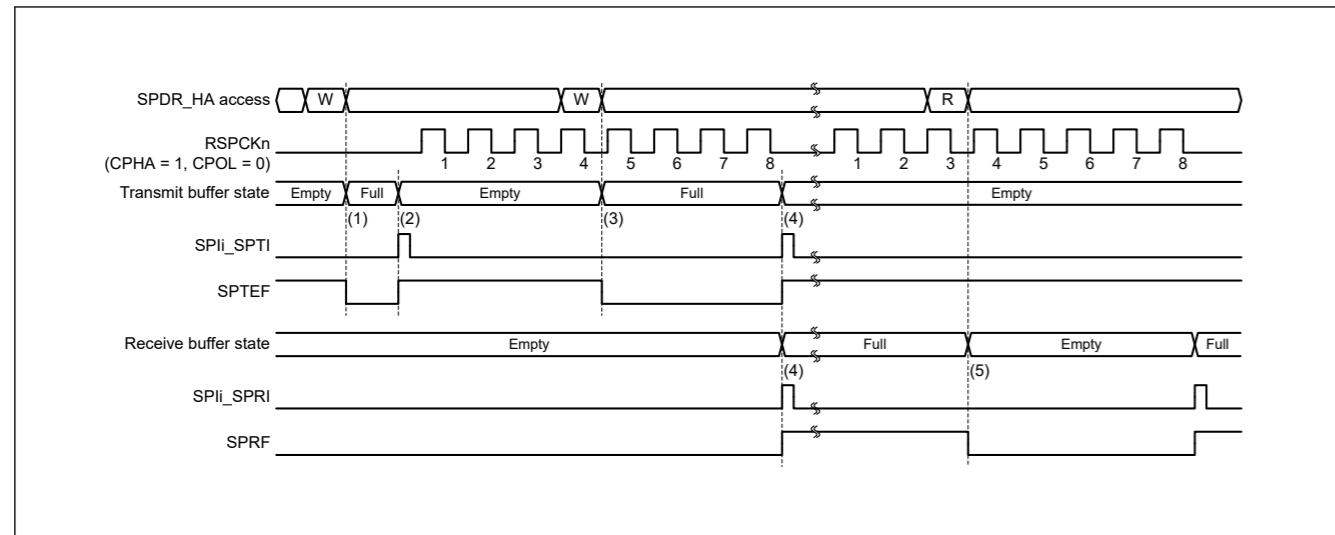 SPDR_HA access W W R
RSPCKn
(CPHA = 1, CPOL = 0) 1 2 3 4 5 6 7 8 1 2 3 4 5 6 7 8
Transmit buffer state Empty Full Empty Full Empty
(1) (2) (3) (4)
SPIi_SPTI
SPTEF
Receive buffer state Empty Full Empty Full
(4) (5)
SPIi_SPRI
SPRF